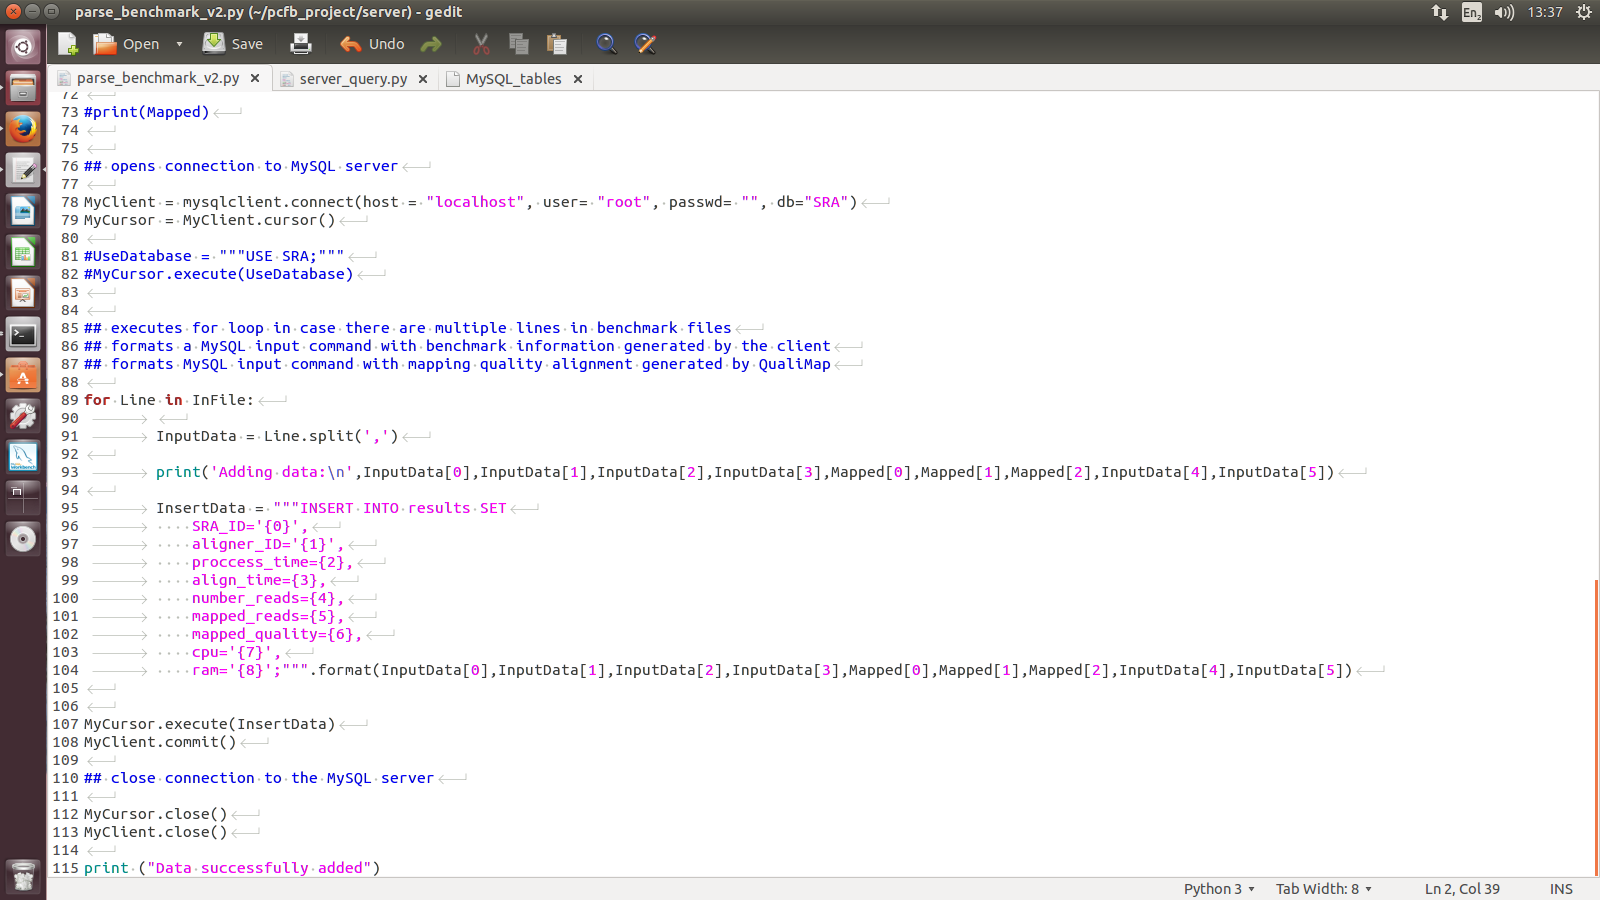 parse_benchmark_v2.py (~/pcfb_project/server) - gedit
En2
13:37
Open
Save
Undo
parse_benchmark_v2.py
server_query.py
MySQL_tables
72
73 #print(Mapped)
74
75
76 ## opens connection to MySQL server
77
78 MyClient = mysqlclient.connect(host = "localhost", user= "root", passwd= "", db="SRA")
79 MyCursor = MyClient.cursor()
80
81 #UseDatabase = """USE SRA;"""
82 #MyCursor.execute(UseDatabase)
83
84
85 ## executes for loop in case there are multiple lines in benchmark files
86 ## formats a MySQL input command with benchmark information generated by the client
87 ## formats MySQL input command with mapping quality alignment generated by QualiMap
88
89 for Line in InFile:
90
91 InputData = Line.split(',')
92
93 print('Adding data:\n',InputData[0],InputData[1],InputData[2],InputData[3],Mapped[0],Mapped[1],Mapped[2],InputData[4],InputData[5])
94
95 InsertData = """INSERT INTO results SET
96 SRA_ID='{0}',
97 aligner_ID='{1}',
98 proccess_time={2},
99 align_time={3},
100 number_reads={4},
101 mapped_reads={5},
102 mapped_quality={6},
103 cpu='{7}',
104 ram='{8}';""".format(InputData[0],InputData[1],InputData[2],InputData[3],Mapped[0],Mapped[1],Mapped[2],InputData[4],InputData[5])
105
106
107 MyCursor.execute(InsertData)
108 MyClient.commit()
109
110 ## close connection to the MySQL server
111
112 MyCursor.close()
113 MyClient.close()
114
115 print ("Data successfully added")
Python 3
Tab Width: 8
Ln 2, Col 39
INS